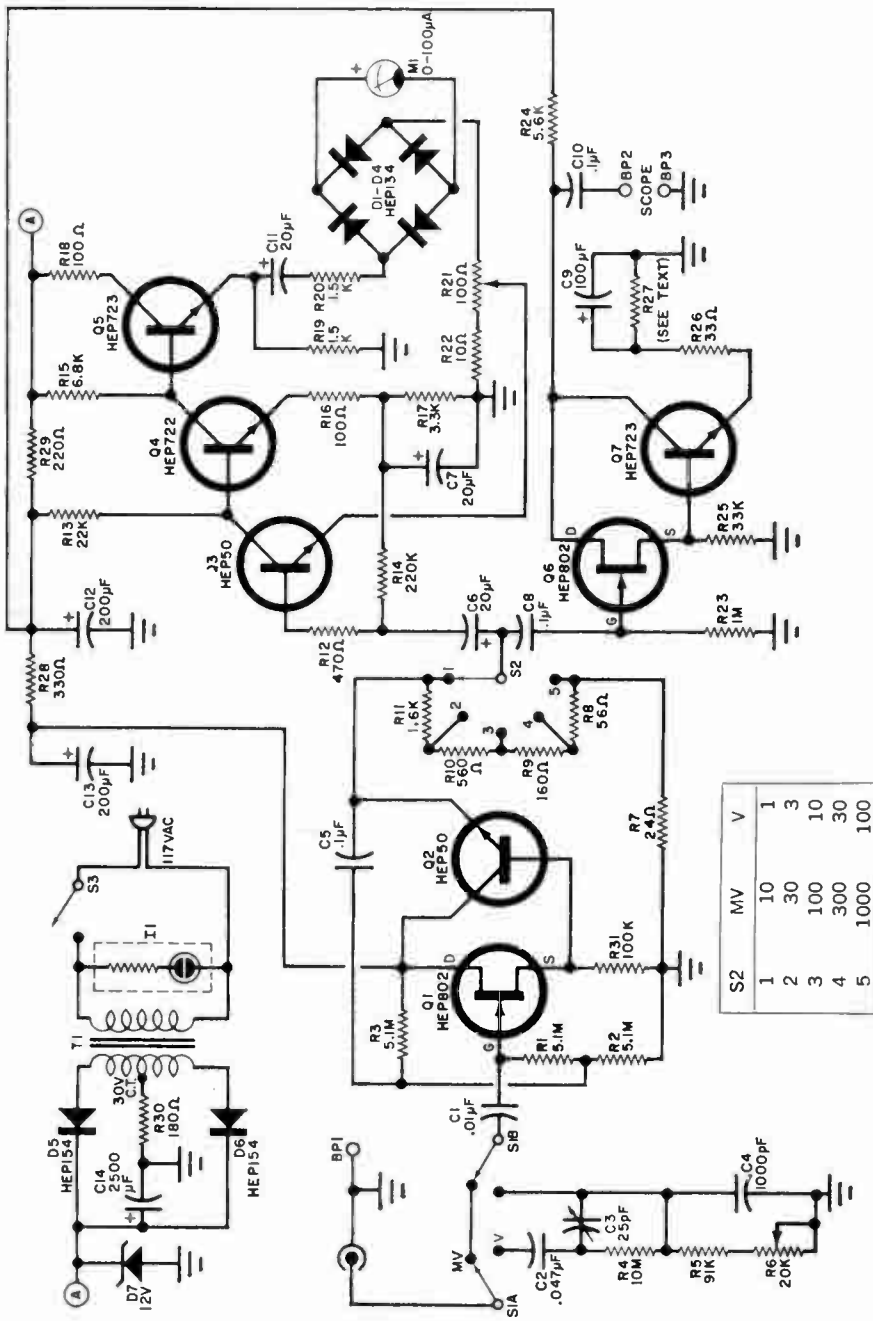 A
D7
12V
C14
2500
µF
+
D5
HEP154
30V
C.T.
R30
180Ω
D6
HEP154
T1
I1
S3
117VAC
C13
200µF
+
R28
330Ω
C12
200µF
+
R13
22K
R29
220Ω
R15
6.8K
R18
100Ω
A
Q3
HEP50
Q4
HEP722
Q5
HEP723
R12
470Ω
R14
220K
R16
100Ω
R17
3.3K
C7
20µF
+
R19
1.5
K
C11
20µF
+
R20
1.5
K
R22
10Ω
R21
100Ω
D1-D4
HEP134
+
M1
0-100µA
BP1
S1A
MV
V
S1B
C1
.01µF
C2
.047µF
C3
25pF
R4
10M
R5
91K
R6
20K
C4
1000pF
R3
5.1M
Q1
HEP802
D
G
S
R1
5.1M
R2
5.1M
R31
100K
Q2
HEP50
C5
.1µF
R7
24Ω
R11
1.6K
R10
560
Ω
R9
160Ω
R8
56Ω
1
2
3
4
5
S2
C6
20µF
+
C8
.1µF
R23
1M
Q6
HEP802
D
G
S
R25
33K
Q7
HEP723
R26
33Ω
R27
(SEE TEXT)
C9
100µF
+
C10
.1µF
BP2
SCOPE
BP3
R24
5.6K
S2 MV V
1 10 1
2 30 3
3 100 10
4 300 30
5 1000 100